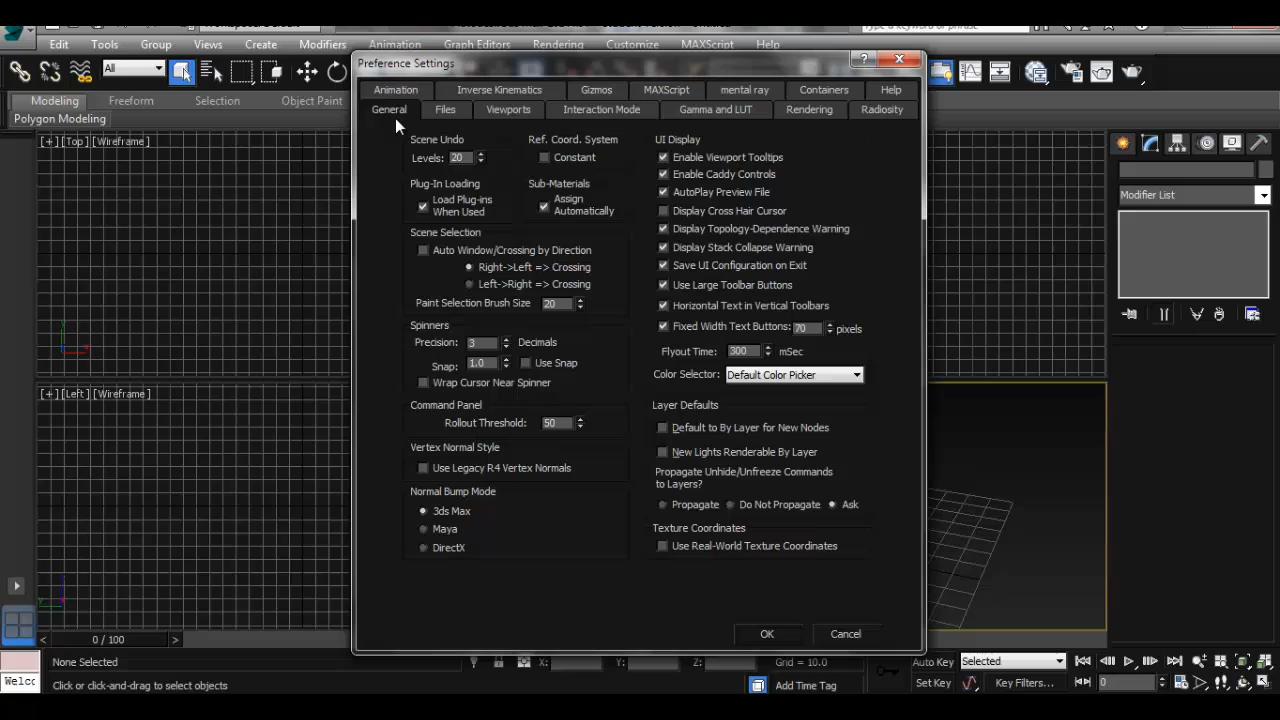 Type a keyword or phrase
Edit Tools Group Views Create Modifiers Animation Graph Editors Rendering Customize MAXScript Help
Preference Settings
All
Animation Inverse Kinematics Gizmos MAXScript mental ray Containers Help
General Files Viewports Interaction Mode Gamma and LUT Rendering Radiosity
Modeling Freeform Selection Object Paint
Polygon Modeling
[+] [Top] [Wireframe]
Scene Undo
Levels: 20
Ref. Coord. System
Constant
Plug-In Loading
Load Plug-ins
When Used
Sub-Materials
Assign
Automatically
Scene Selection
Auto Window/Crossing by Direction
Right->Left => Crossing
Left->Right => Crossing
Paint Selection Brush Size 20
Spinners
Precision: 3 Decimals
Snap: 1.0 Use Snap
Wrap Cursor Near Spinner
Command Panel
Rollout Threshold: 50
Vertex Normal Style
Use Legacy R4 Vertex Normals
Normal Bump Mode
3ds Max
Maya
DirectX
UI Display
Enable Viewport Tooltips
Enable Caddy Controls
AutoPlay Preview File
Display Cross Hair Cursor
Display Topology-Dependence Warning
Display Stack Collapse Warning
Save UI Configuration on Exit
Use Large Toolbar Buttons
Horizontal Text in Vertical Toolbars
Fixed Width Text Buttons: 70 pixels
Flyout Time: 300 mSec
Color Selector: Default Color Picker
Layer Defaults
Default to By Layer for New Nodes
New Lights Renderable By Layer
Propagate Unhide/Unfreeze Commands
to Layers?
Propagate Do Not Propagate Ask
Texture Coordinates
Use Real-World Texture Coordinates
OK Cancel
Modifier List
[+] [Left] [Wireframe]
y
x
y
< 0 / 100 >
None Selected X: Y: Z: Grid = 10.0 Auto Key Selected
Welcc Click or click-and-drag to select objects Add Time Tag Set Key Key Filters... 0